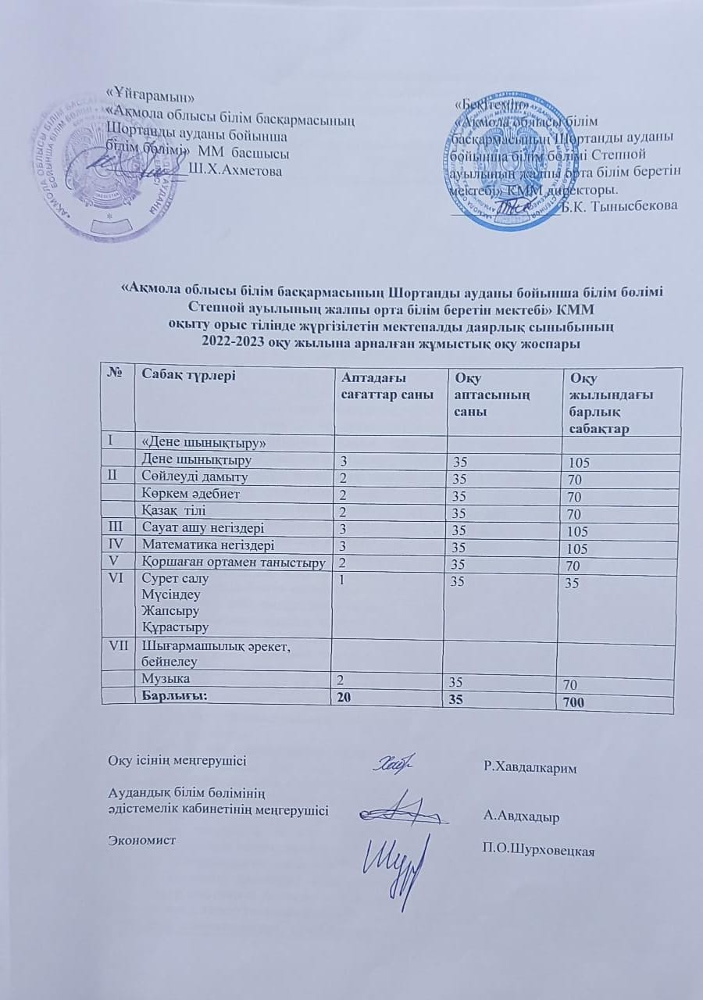 «Ұйғарамын»
«Ақмола облысы білім басқармасының
Шортанды ауданы бойынша
білім бөлімі» ММ басшысы
Ш.Х.Ахметова
«Бекітемін»
«Ақмола облысы білім
басқармасының Шортанды ауданы
бойынша білім бөлімі Степной
ауылының жалпы орта білім беретін
мектебі» КММ директоры.
Б.К. Тынысбекова
«Ақмола облысы білім басқармасының Шортанды ауданы бойынша білім бөлімі
Степной ауылының жалпы орта білім беретін мектебі» КММ
оқыту орыс тілінде жүргізілетін мектепалды даярлық сыныбының
2022-2023 оқу жылына арналған жұмыстық оқу жоспары
№ Сабақ түрлері Аптадағы сағаттар саны Оқу аптасының саны Оқу жылындағы барлық сабақтар
I «Дене шынықтыру»
Дене шынықтыру 3 35 105
II Сөйлеуді дамыту 2 35 70
Көркем әдебиет 2 35 70
Қазақ тілі 2 35 70
III Сауат ашу негіздері 3 35 105
IV Математика негіздері 3 35 105
V Қоршаған ортамен таныстыру 2 35 70
VI Сурет салу 1 35 35
Мүсіндеу
Жапсыру
Құрастыру
VII Шығармашылық әрекет,
бейнелеу
Музыка 2 35 70
Барлығы: 20 35 700
Оқу ісінің меңгерушісі Р.Хавдалкарим
Аудандық білім бөлімінің
әдістемелік кабинетінің меңгерушісі А.Авдхадыр
Экономист П.О.Шурховецкая